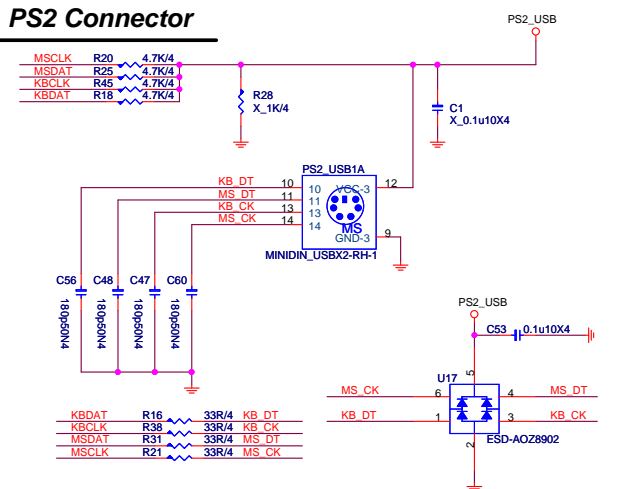 PS2 Connector
PS2_USB
MSCLK R20 4.7K/4
MSDAT R25 4.7K/4
KBCLK R45 4.7K/4
KBDAT R18 4.7K/4
R28
X_1K/4
C1
X_0.1u10X4
PS2_USB1A
KB_DT 10 10 VCC-3 12
MS_DT 11 11
KB_CK 13 13
MS_CK 14 14
MS
GND-3 9
MINIDIN_USBX2-RH-1
C56 C48 C47 C60
180p50N4 180p50N4 180p50N4 180p50N4
PS2_USB
C53 0.1u10X4
U17
5
MS_CK 6 4 MS_DT
KB_DT 1 3 KB_CK
2
ESD-AOZ8902
KBDAT R16 33R/4 KB_DT
KBCLK R38 33R/4 KB_CK
MSDAT R31 33R/4 MS_DT
MSCLK R21 33R/4 MS_CK